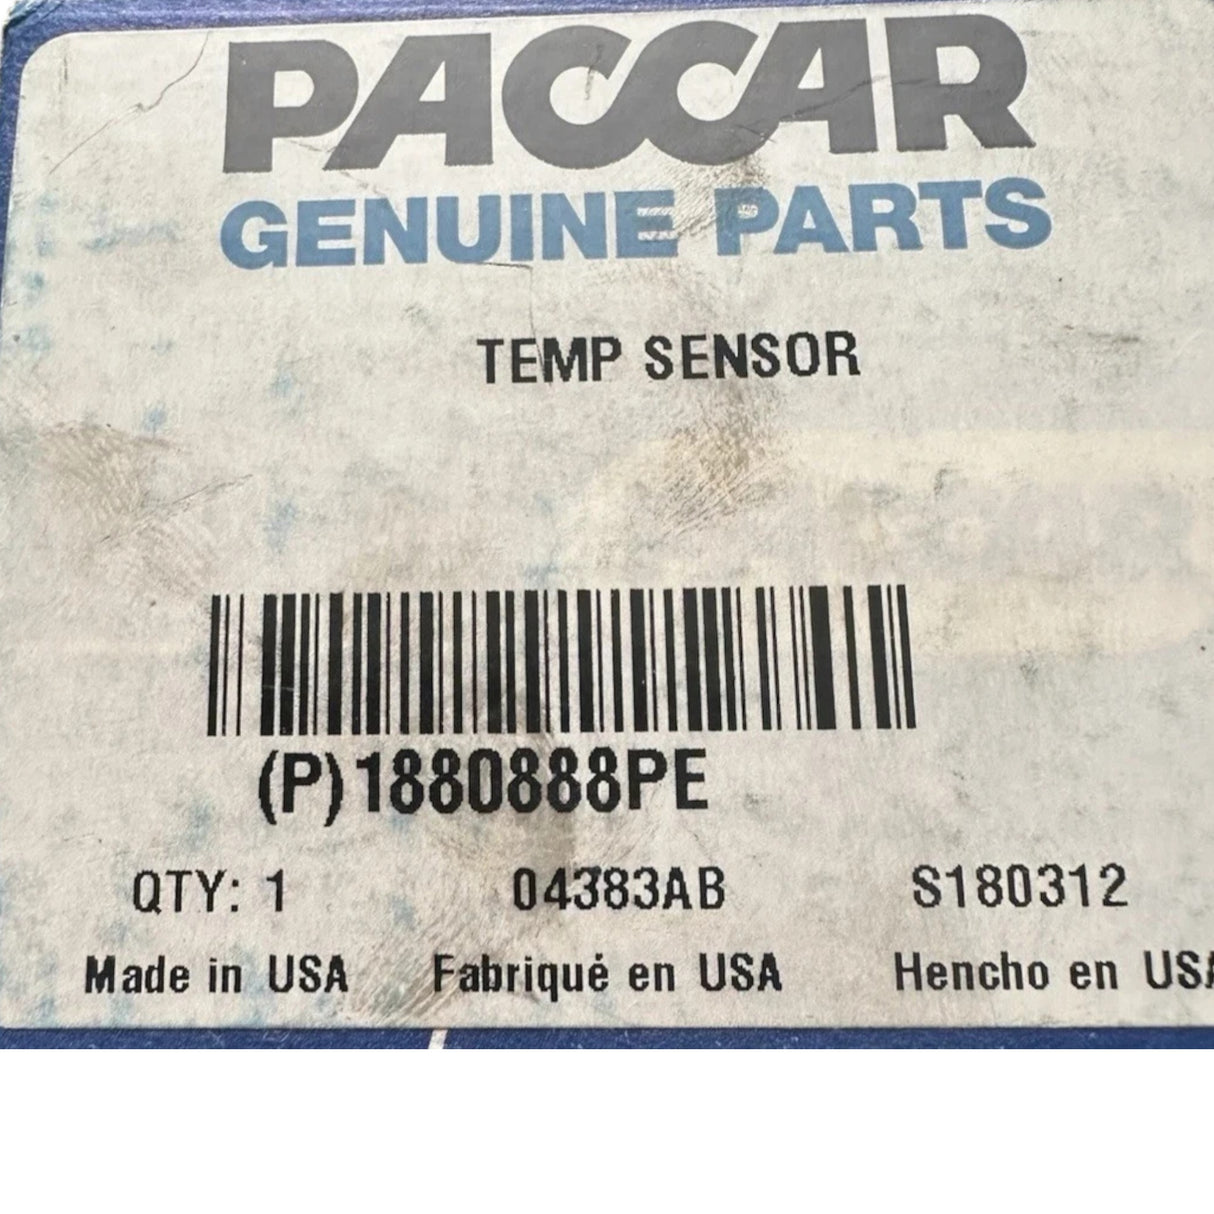 PACCAR
GENUINE PARTS
TEMP SENSOR
(P)1880888PE
QTY: 1 04383AB S180312
Made in USA Fabriqué en USA Hencho en USA